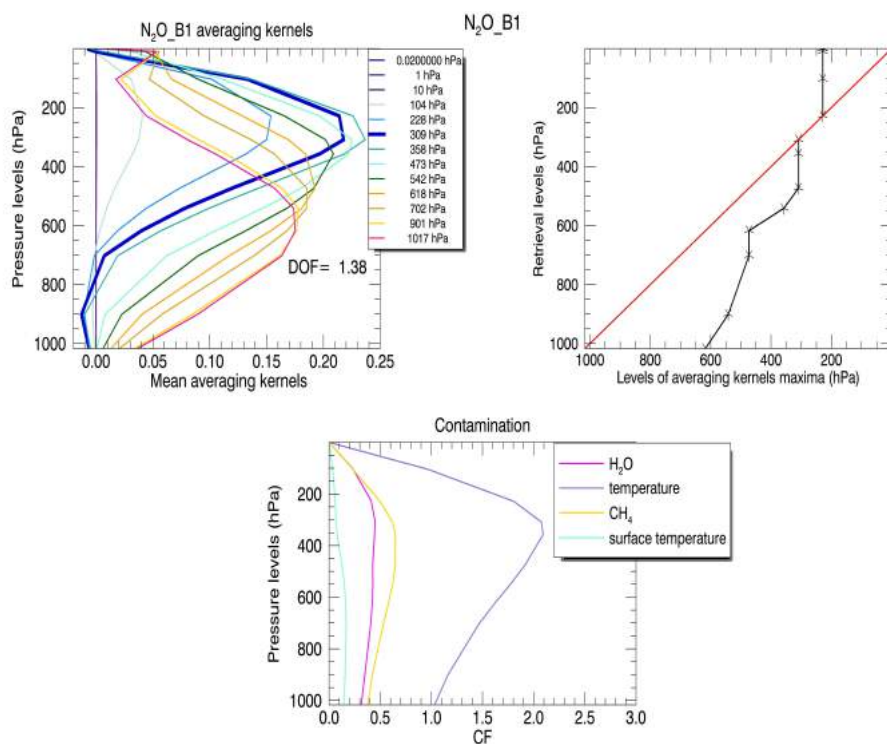 N₂O_B1
N₂O_B1 averaging kernels
Pressure levels (hPa)
200
400
600
800
1000
0.00 0.05 0.10 0.15 0.20 0.25
Mean averaging kernels
DOF= 1.38
0.0200000 hPa
1 hPa
10 hPa
104 hPa
228 hPa
309 hPa
358 hPa
473 hPa
542 hPa
618 hPa
702 hPa
901 hPa
1017 hPa
Retrieval levels (hPa)
200
400
600
800
1000
1000 800 600 400 200
Levels of averaging kernels maxima (hPa)
Contamination
Pressure levels (hPa)
200
400
600
800
1000
0.0 0.5 1.0 1.5 2.0 2.5 3.0
CF
H₂O
temperature
CH₄
surface temperature